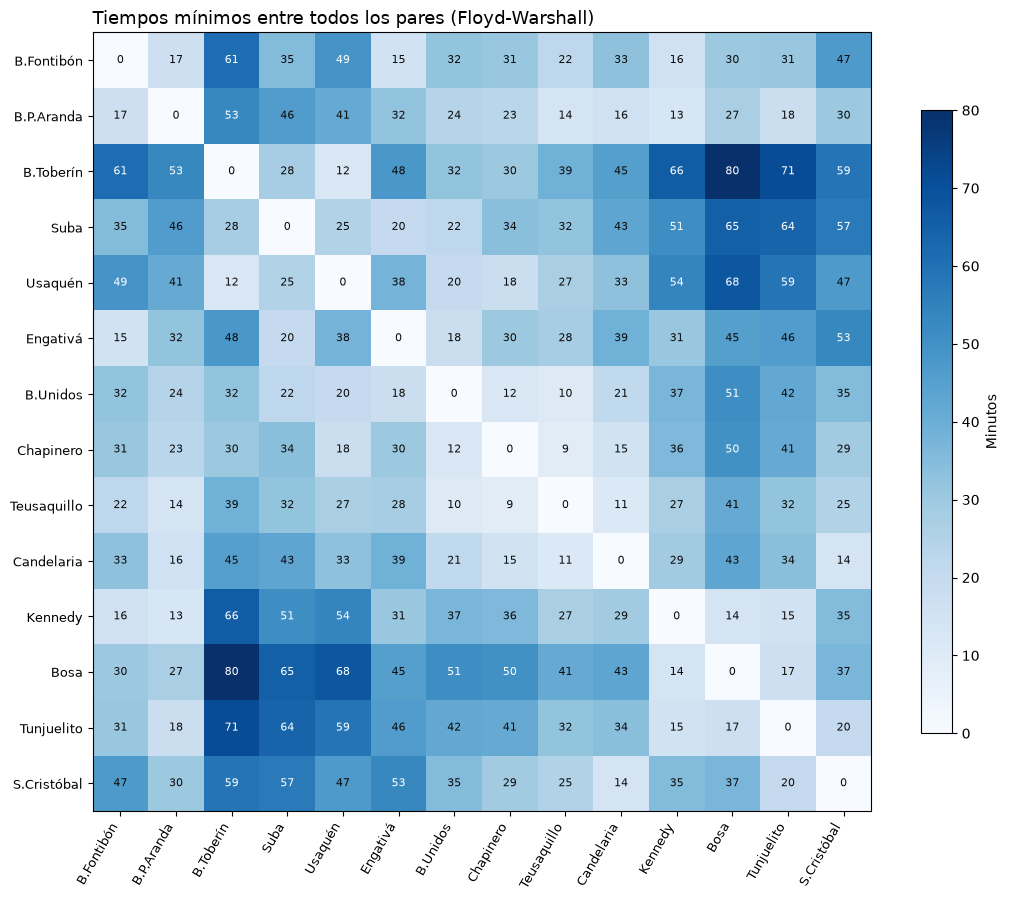 Tiempos mínimos entre todos los pares (Floyd-Warshall)
B.Fontibón 0 17 61 35 49 15 32 31 22 33 16 30 31 47
B.P.Aranda 17 0 53 46 41 32 24 23 14 16 13 27 18 30
B.Toberín 61 53 0 28 12 48 32 30 39 45 66 80 71 59
Suba 35 46 28 0 25 20 22 34 32 43 51 65 64 57
Usaquén 49 41 12 25 0 38 20 18 27 33 54 68 59 47
Engativá 15 32 48 20 38 0 18 30 28 39 31 45 46 53
B.Unidos 32 24 32 22 20 18 0 12 10 21 37 51 42 35
Chapinero 31 23 30 34 18 30 12 0 9 15 36 50 41 29
Teusaquillo 22 14 39 32 27 28 10 9 0 11 27 41 32 25
Candelaria 33 16 45 43 33 39 21 15 11 0 29 43 34 14
Kennedy 16 13 66 51 54 31 37 36 27 29 0 14 15 35
Bosa 30 27 80 65 68 45 51 50 41 43 14 0 17 37
Tunjuelito 31 18 71 64 59 46 42 41 32 34 15 17 0 20
S.Cristóbal 47 30 59 57 47 53 35 29 25 14 35 37 20 0
B.Fontibón B.P.Aranda B.Toberín Suba Usaquén Engativá B.Unidos Chapinero Teusaquillo Candelaria Kennedy Bosa Tunjuelito S.Cristóbal
80
70
60
50
40
30
20
10
0
Minutos